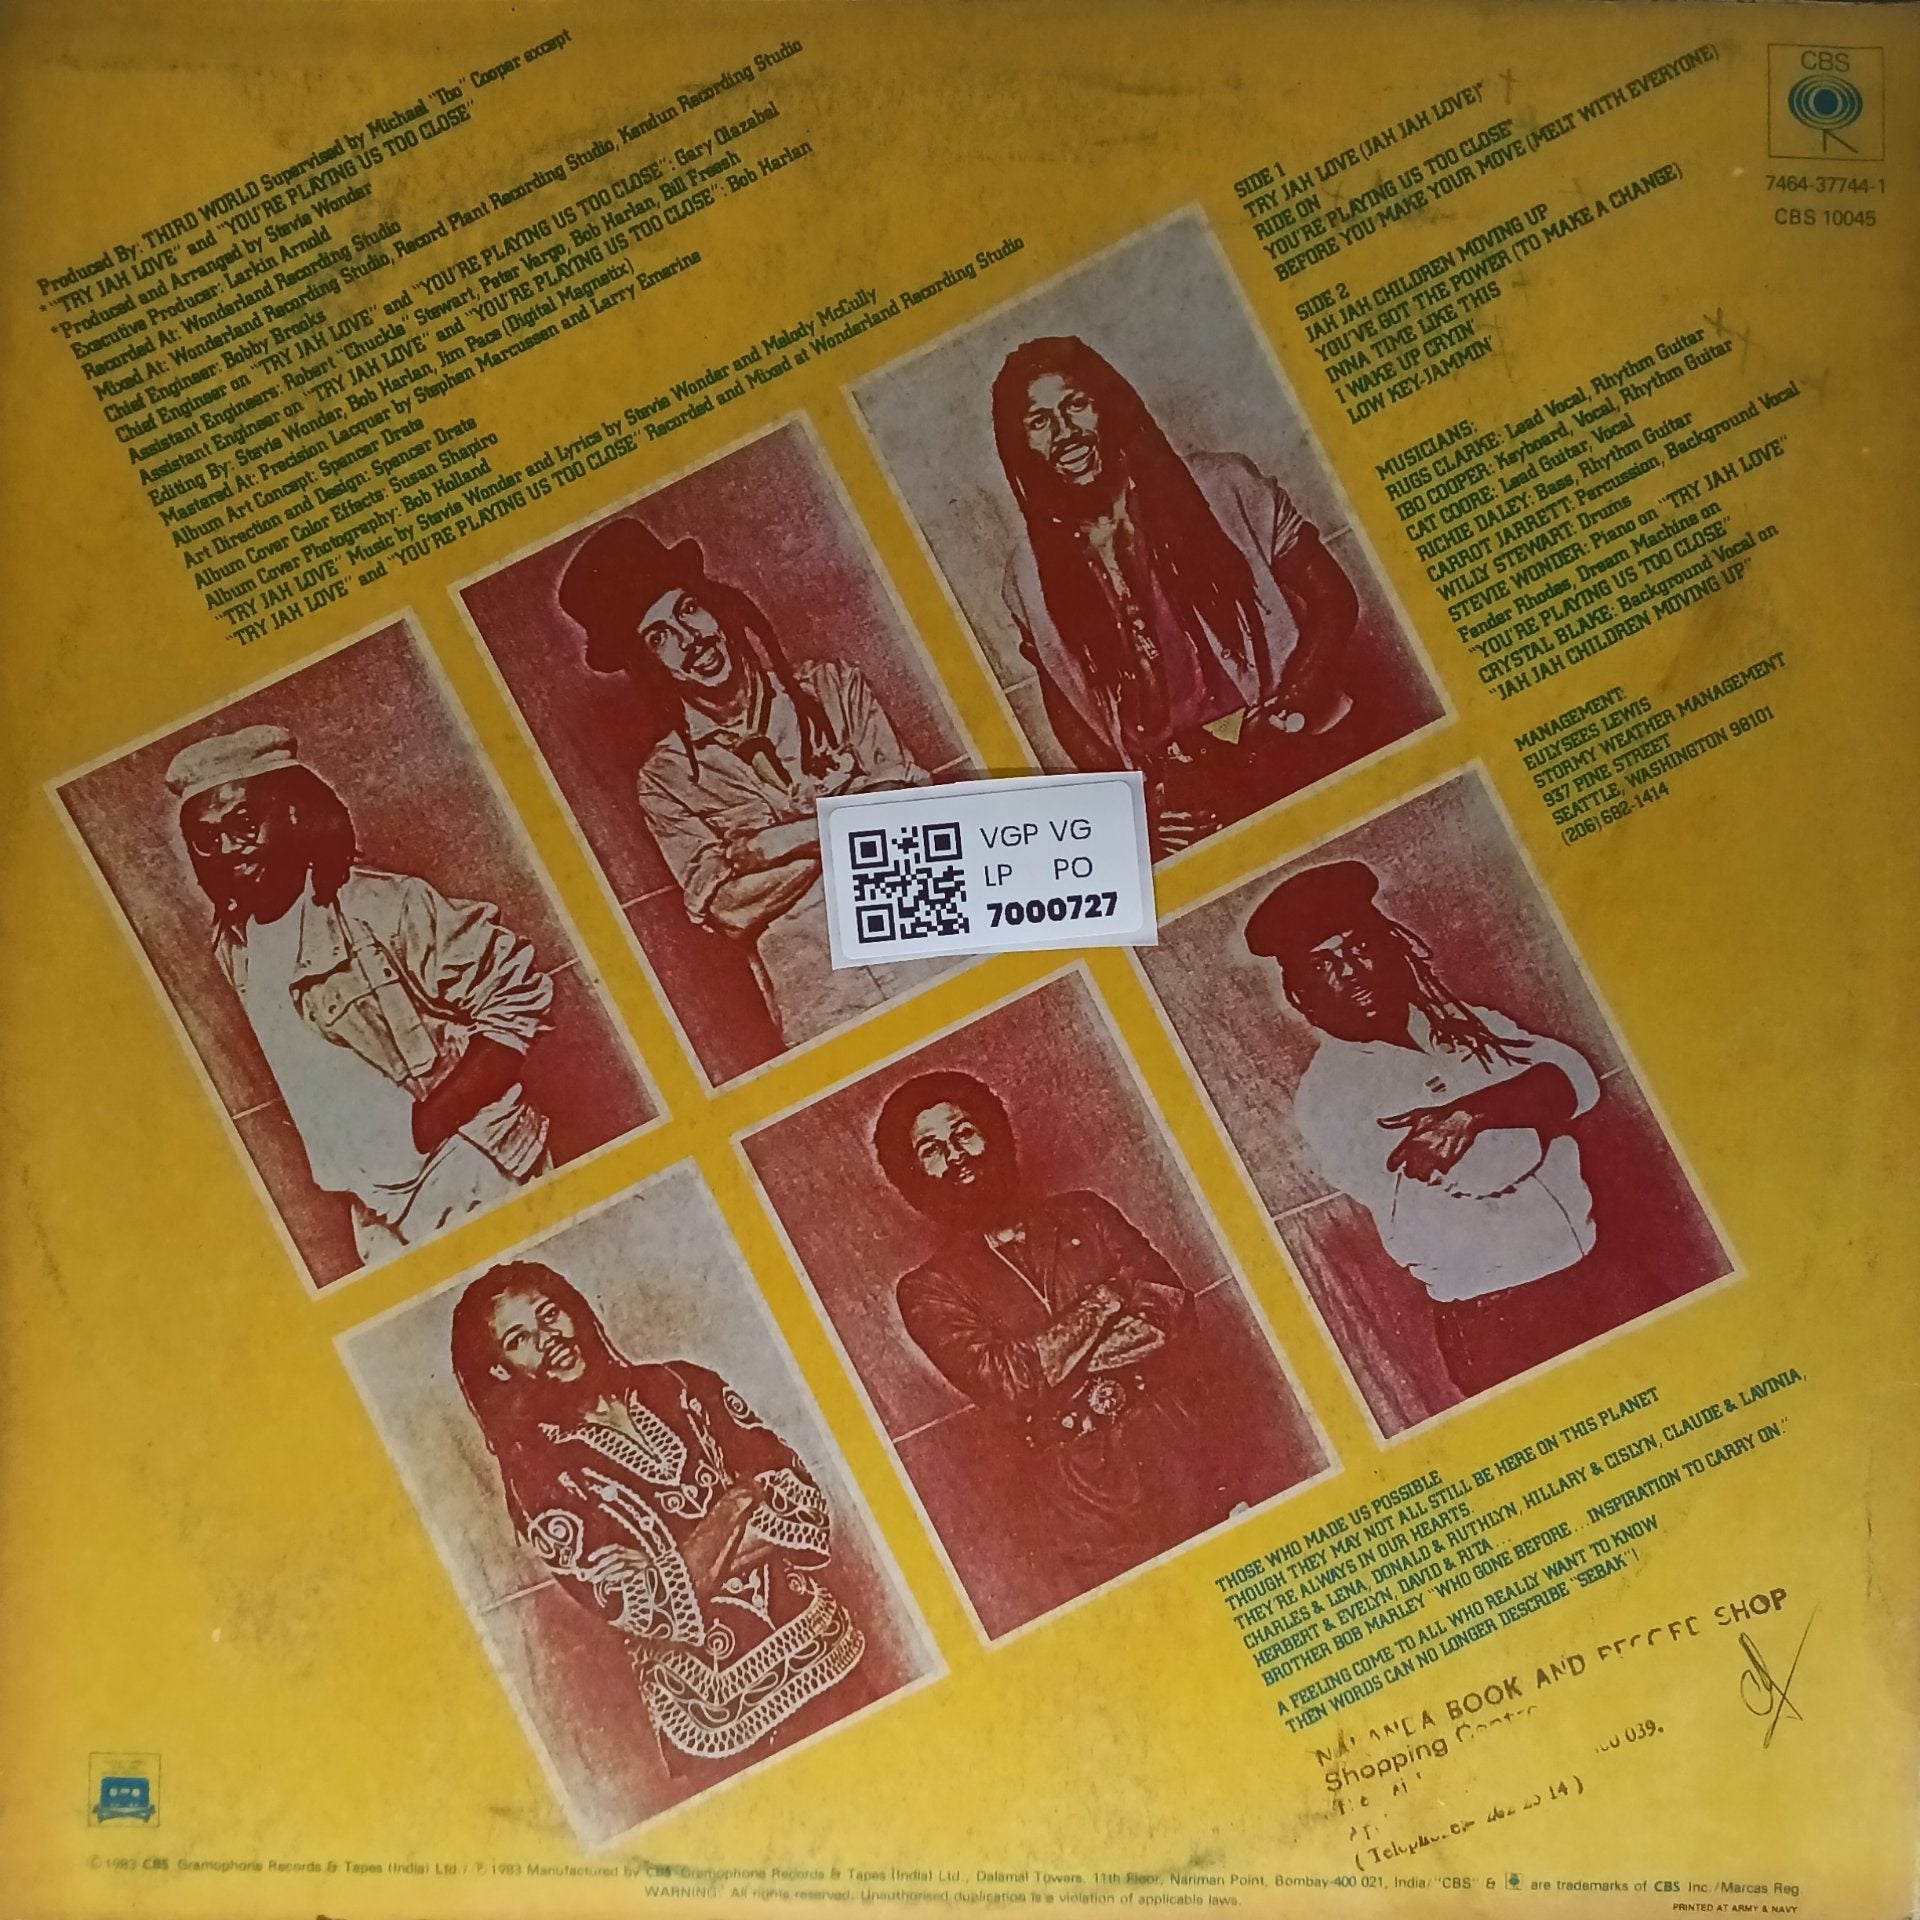 Produced By: THIRD WORLD Supervised by Michael "Ibo" Cooper except
*"TRY JAH LOVE" and "YOU'RE PLAYING US TOO CLOSE"
*Produced and Arranged by Stevie Wonder
Executive Producer: Larkin Arnold
Recorded At: Wonderland Recording Studio
Mixed At: Wonderland Recording Studio, Record Plant Recording Studio, Kendun Recording Studio
Chief Engineer: Bobby Brooks
Chief Engineer on "TRY JAH LOVE" and "YOU'RE PLAYING US TOO CLOSE": Gary Olazabal
Assistant Engineers: Robert "Chuckle" Stewart, Peter Vargo, Bob Harlan, Bill Freesh
Assistant Engineer on "TRY JAH LOVE" and "YOU'RE PLAYING US TOO CLOSE": Bob Harlan
Editing By: Stevie Wonder, Bob Harlan, Jim Pace (Digital Magnetix)
Mastered At: Precision Lacquer by Stephen Marcussen and Larry Emerine
Album Art Concept: Spencer Drate
Art Direction and Design: Spencer Drate
Album Cover Color Effects: Susan Shapiro
Album Cover Photography: Bob Holland
"TRY JAH LOVE" Music by Stevie Wonder and Lyrics by Stevie Wonder and Melody McCully
"TRY JAH LOVE" and "YOU'RE PLAYING US TOO CLOSE" Recorded and Mixed at Wonderland Recording Studio
CBS
7464-37744-1
CBS 10045
SIDE 1
TRY JAH LOVE (JAH JAH LOVE)*
RIDE ON
YOU'RE PLAYING US TOO CLOSE*
BEFORE YOU MAKE YOUR MOVE (MELT WITH EVERYONE)
SIDE 2
JAH JAH CHILDREN MOVING UP
YOU'VE GOT THE POWER (TO MAKE A CHANGE)
INNA TIME LIKE THIS
I WAKE UP CRYIN'
LOW KEY-JAMMIN'
MUSICIANS:
RUGS CLARKE: Lead Vocal, Rhythm Guitar
IBO COOPER: Keyboard, Vocal, Rhythm Guitar
CAT COORE: Lead Guitar, Vocal
RICHIE DALEY: Bass, Rhythm Guitar
CARROT JARRETT: Percussion, Background Vocal
WILLY STEWART: Drums
STEVIE WONDER: Piano on "TRY JAH LOVE"
Fender Rhodes, Dream Machine on
"YOU'RE PLAYING US TOO CLOSE"
CRYSTAL BLAKE: Background Vocal on
"JAH JAH CHILDREN MOVING UP"
MANAGEMENT:
EULYSEES LEWIS
STORMY WEATHER MANAGEMENT
937 PINE STREET
SEATTLE, WASHINGTON 98101
(206) 682-1414
VGP VG
LP PO
7000727
THOSE WHO MADE US POSSIBLE
THOUGH THEY MAY NOT ALL STILL BE HERE ON THIS PLANET
THEY'RE ALWAYS IN OUR HEARTS.
CHARLES & LENA, DONALD & RUTHLYN, HILLARY & CISLYN, CLAUDE & LAVINIA,
HERBERT & EVELYN, DAVID & RITA...
BROTHER BOB MARLEY "WHO GONE BEFORE...INSPIRATION TO CARRY ON."
A FEELING COME TO ALL WHO REALLY WANT TO KNOW
THEN WORDS CAN NO LONGER DESCRIBE "SEBAK"!
BOOK AND SHOP
Shopping
039.
14)
© 1983 CBS Gramophone Records & Tapes (India) Ltd./ ℗ 1983 Manufactured by CBS Gramophone Records & Tapes (India) Ltd., Dalamal Towers, 11th Floor, Nariman Point, Bombay-400 021, India/"CBS" & are trademarks of CBS Inc./Marcas Reg.
WARNING: All rights reserved. Unauthorised duplication is a violation of applicable laws.
PRINTED AT ARMY & NAVY